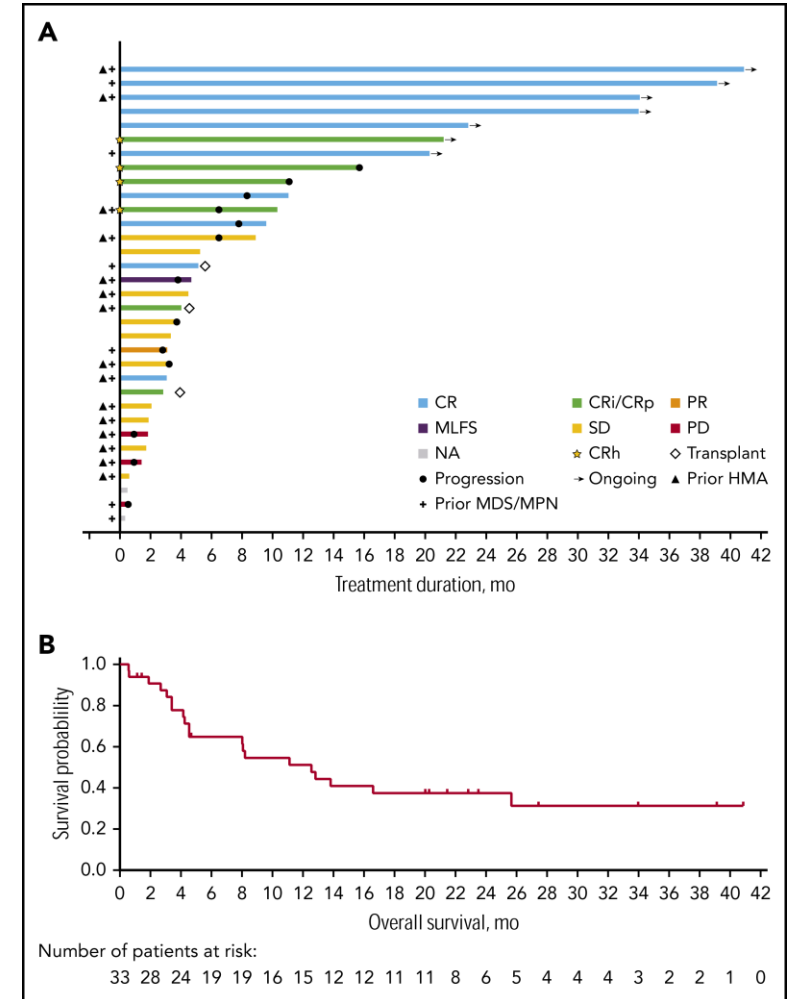 A
CR
CRi/CRp
PR
MLFS
SD
PD
NA
CRh
Transplant
Progression
Ongoing
Prior HMA
Prior MDS/MPN
0 2 4 6 8 10 12 14 16 18 20 22 24 26 28 30 32 34 36 38 40 42
Treatment duration, mo
B
Survival probablility
1.0
0.8
0.6
0.4
0.2
0.0
0 2 4 6 8 10 12 14 16 18 20 22 24 26 28 30 32 34 36 38 40 42
Overall survival, mo
Number of patients at risk:
33 28 24 19 19 16 15 12 12 11 11 8 6 5 4 4 4 3 2 2 1 0